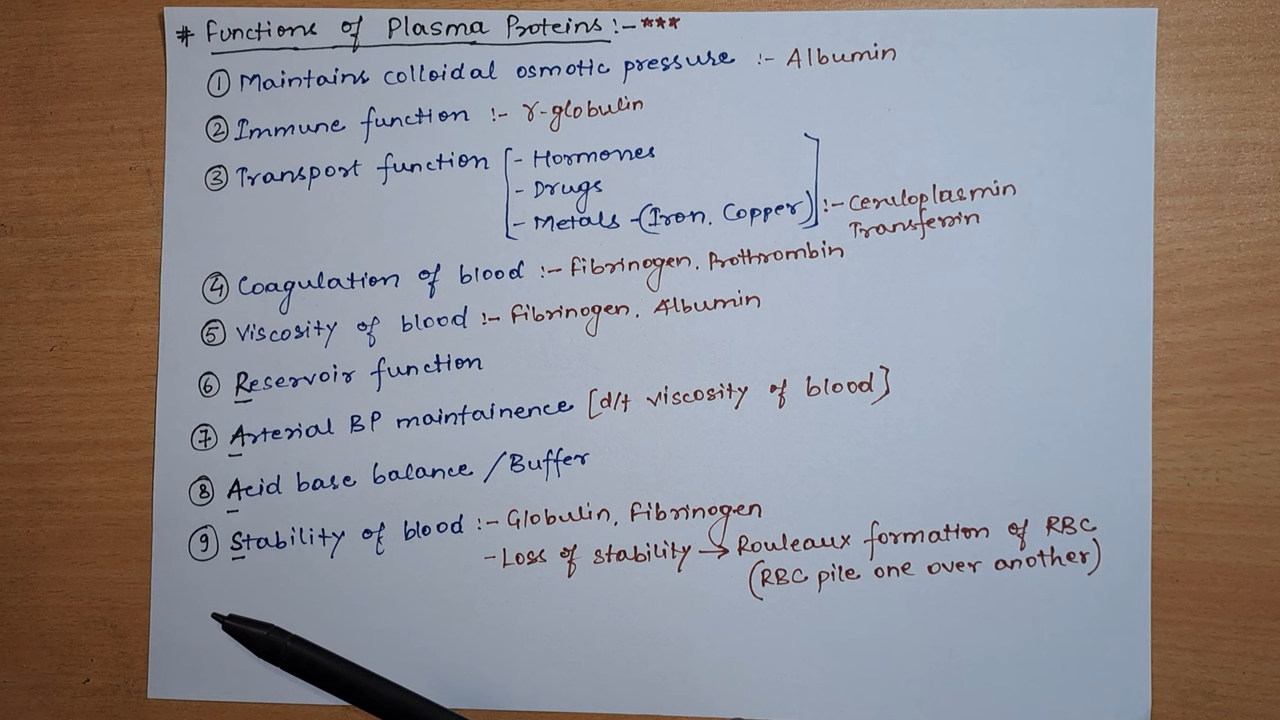 # Functions of Plasma Proteins :- ***
① Maintains colloidal osmotic pressure :- Albumin
② Immune function :- γ-globulin
③ Transport function [ - Hormones
- Drugs
- Metals -(Iron, Copper) ] :- Ceruloplasmin
Transferrin
④ Coagulation of blood :- Fibrinogen, Prothrombin
⑤ Viscosity of blood :- Fibrinogen, Albumin
⑥ Reservoir function
⑦ Arterial BP maintainence [d/t viscosity of blood]
⑧ Acid base balance / Buffer
⑨ Stability of blood :- Globulin, Fibrinogen
- Loss of stability → Rouleaux formation of RBC
(RBC pile one over another)